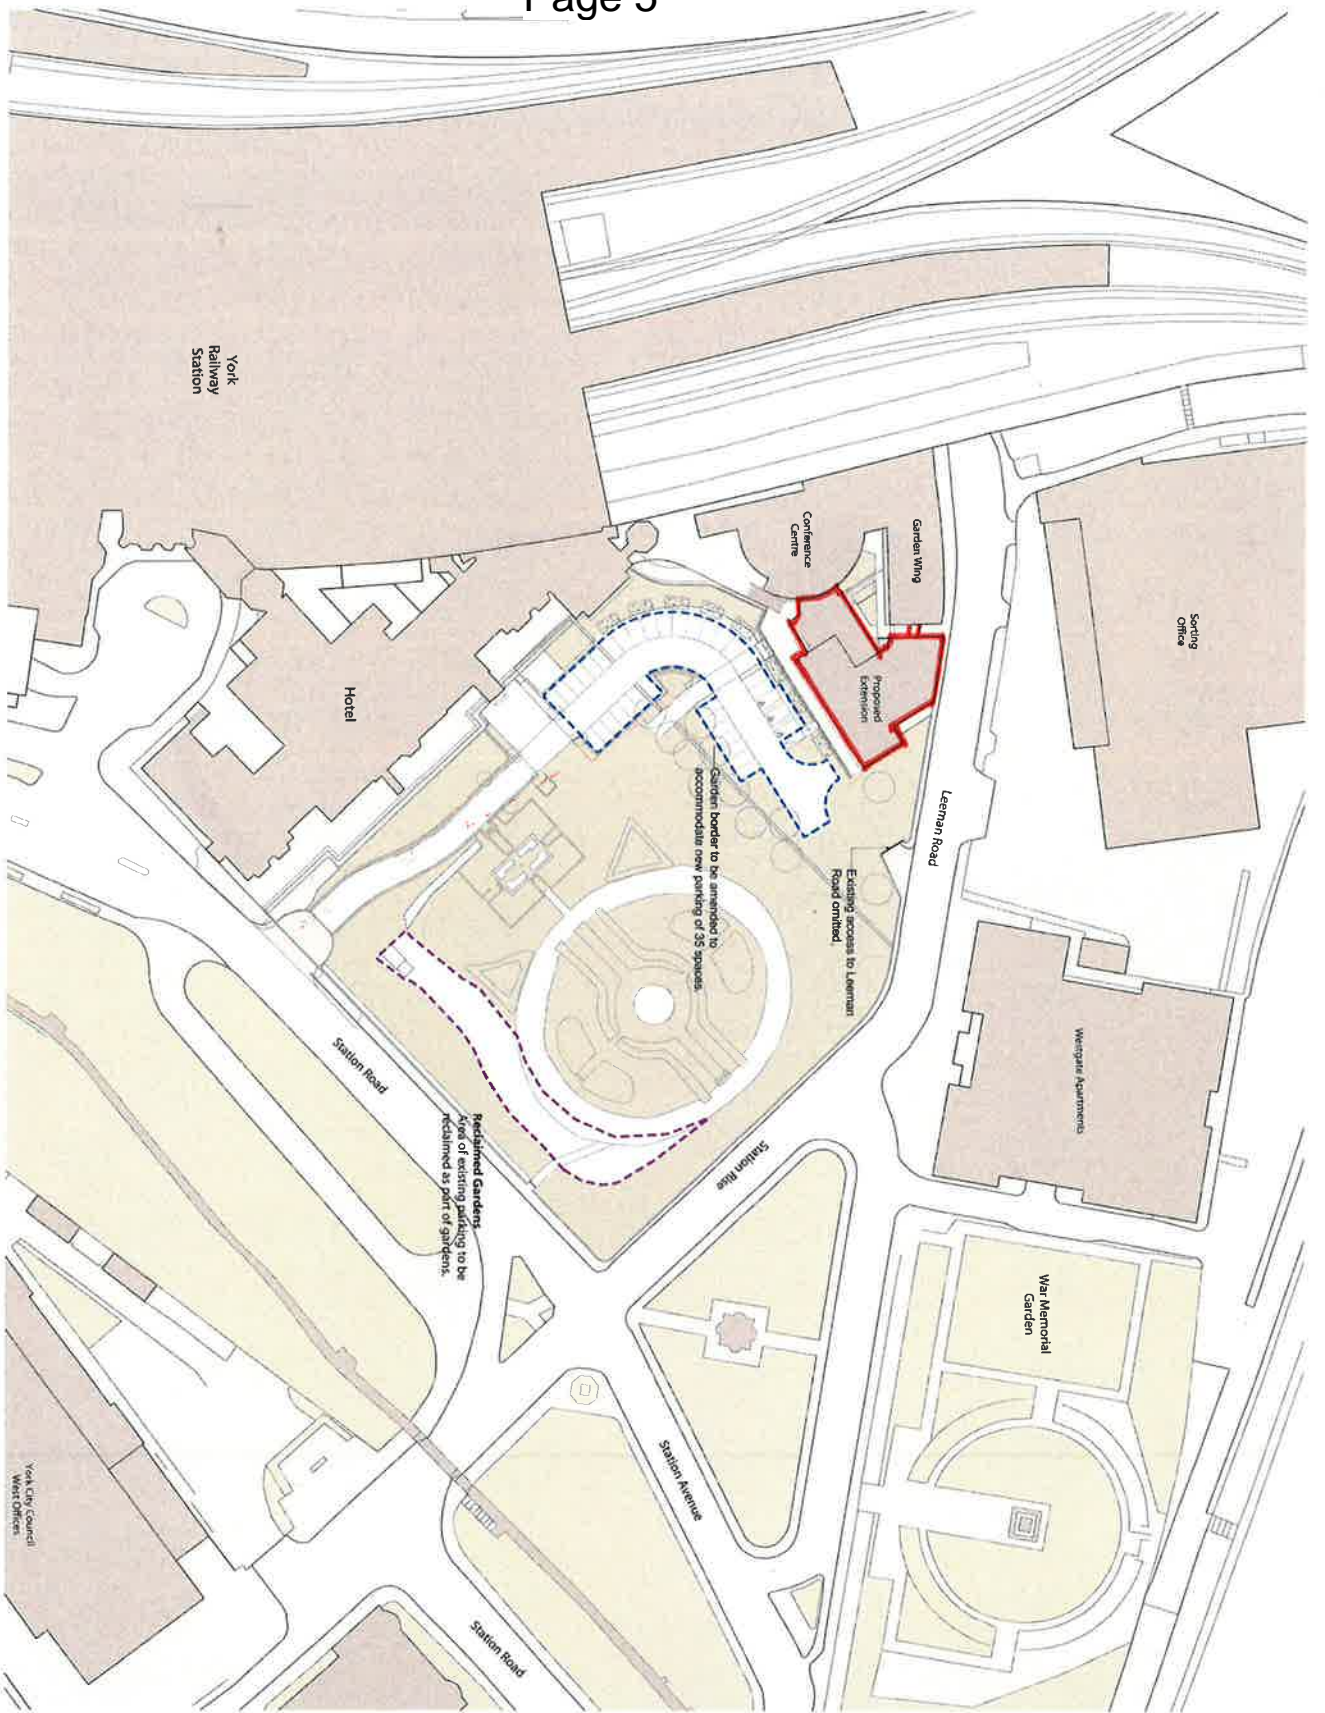 Page 5
York
Railway
Station
Conference
Centre
Garden Wing
Sorting
Office
Proposed
Extension
Hotel
Leeman Road
Garden border to be amended to
accommodate new parking of 35 spaces.
Existing access to Leeman
Road omitted.
Westgate Apartments
Station Road
Station Rise
Reclaimed Gardens
Area of existing parking to be
reclaimed as part of gardens.
War Memorial
Garden
Station Avenue
York City Council
West Offices
Station Road